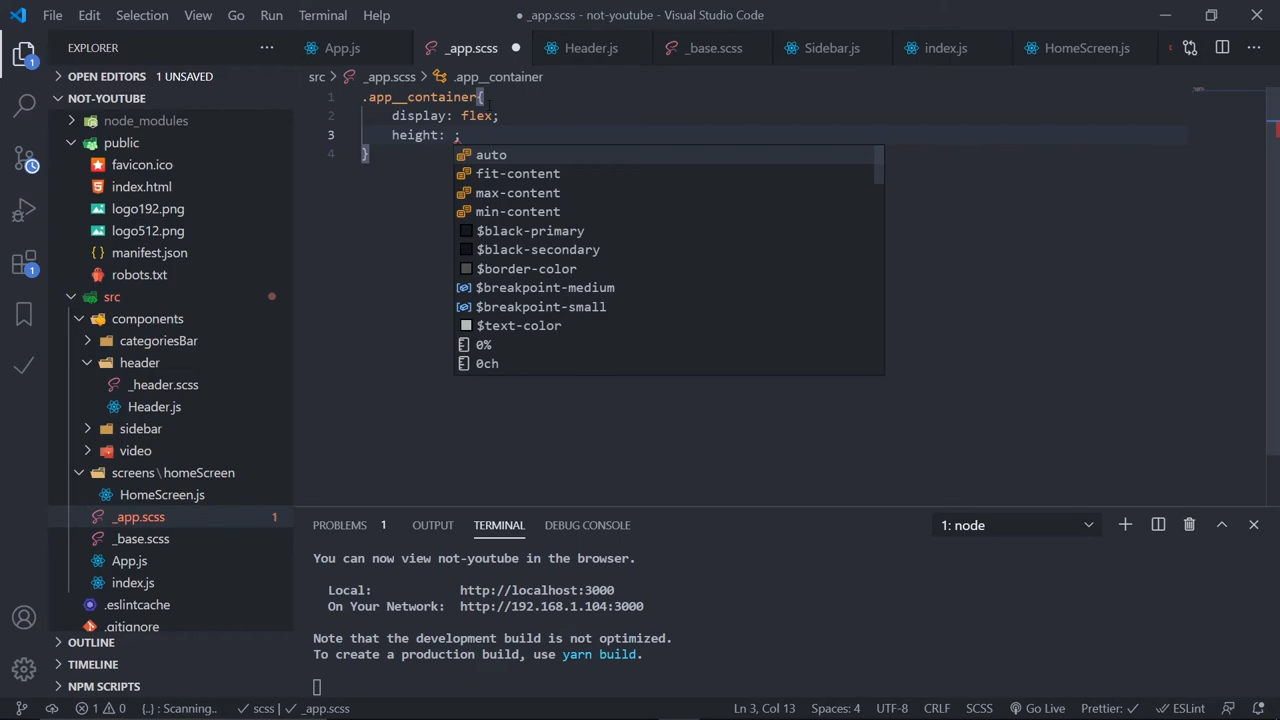 File Edit Selection View Go Run Terminal Help
● _app.scss - not-youtube - Visual Studio Code
EXPLORER
App.js _app.scss Header.js _base.scss Sidebar.js index.js HomeScreen.js
OPEN EDITORS 1 UNSAVED
NOT-YOUTUBE
node_modules
public
favicon.ico
index.html
logo192.png
logo512.png
manifest.json
robots.txt
src
components
categoriesBar
header
_header.scss
Header.js
sidebar
video
screens\homeScreen
HomeScreen.js
_app.scss 1
_base.scss
App.js
index.js
.eslintcache
.gitignore
OUTLINE
TIMELINE
NPM SCRIPTS
1
1
src > _app.scss > .app__container
1 .app__container{
2 display: flex;
3 height: ;
4 }
auto
fit-content
max-content
min-content
$black-primary
$black-secondary
$border-color
$breakpoint-medium
$breakpoint-small
$text-color
0%
0ch
PROBLEMS 1 OUTPUT TERMINAL DEBUG CONSOLE 1: node
You can now view not-youtube in the browser.
Local: http://localhost:3000
On Your Network: http://192.168.1.104:3000
Note that the development build is not optimized.
To create a production build, use yarn build.
1 0 {..} : Scanning.. scss | _app.scss Ln 3, Col 13 Spaces: 4 UTF-8 CRLF SCSS Go Live Prettier: ESLint